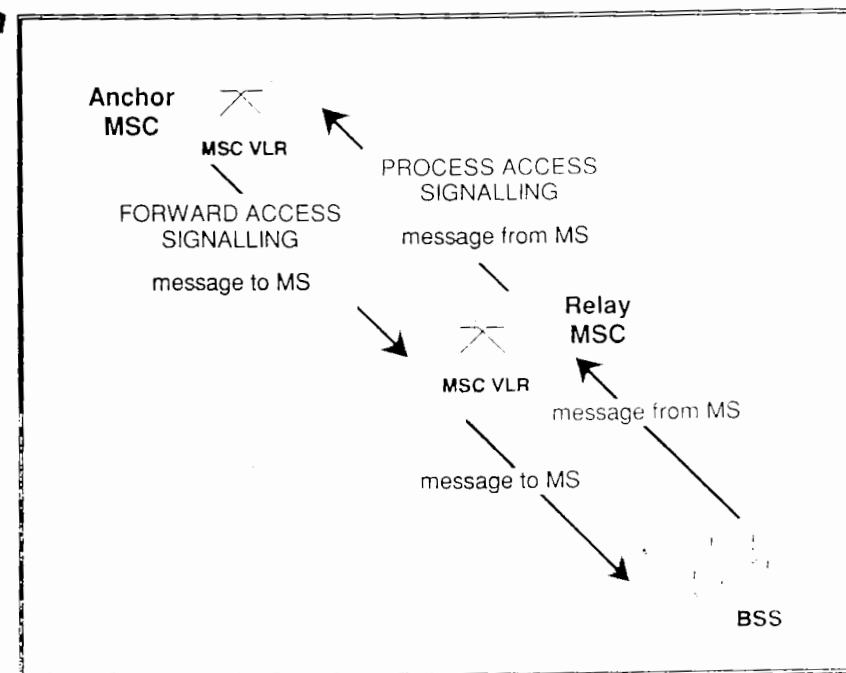 Anchor
MSC
MSC VLR
PROCESS ACCESS
SIGNALLING
message from MS
FORWARD ACCESS
SIGNALLING
message to MS
Relay
MSC
MSC VLR
message from MS
message to MS
BSS